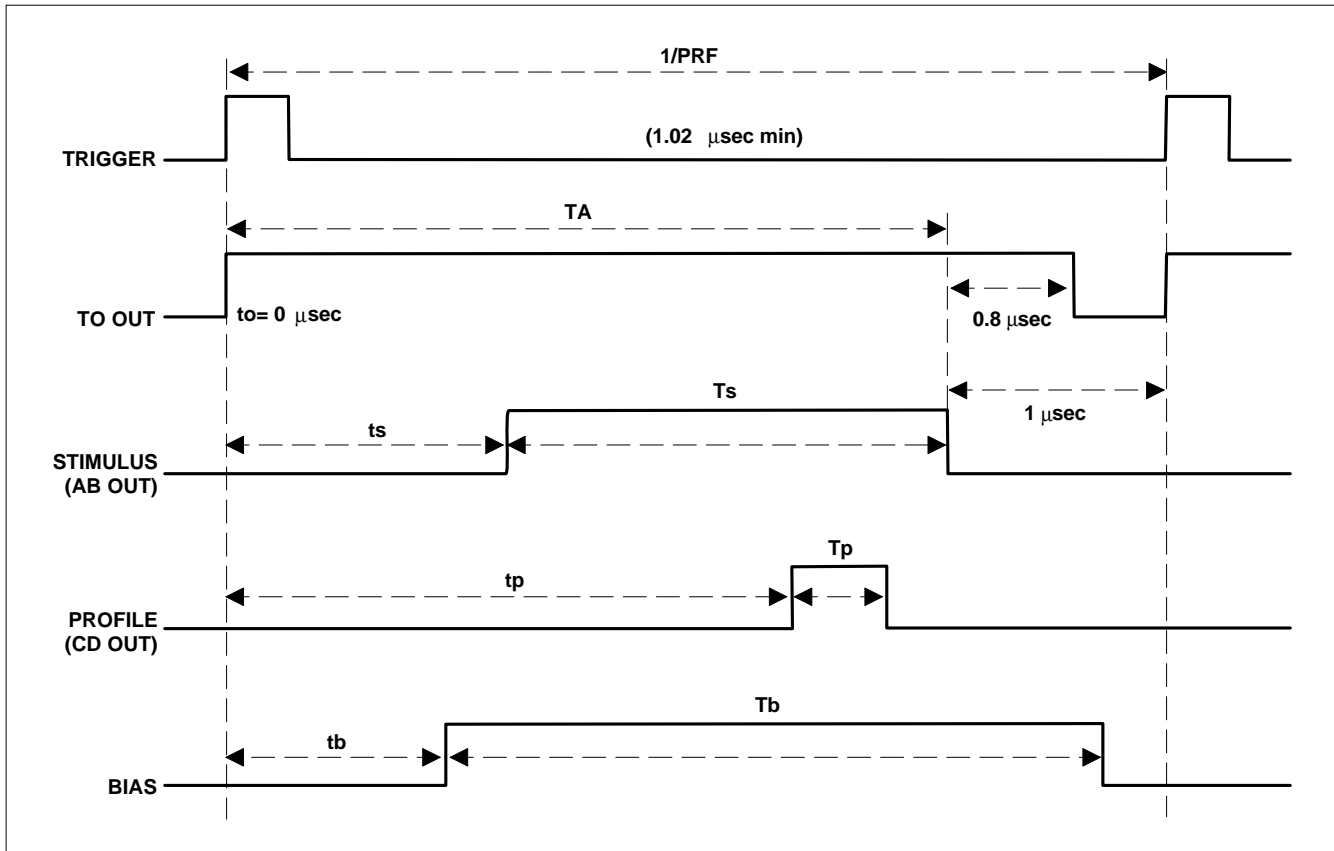 1/PRF
(1.02 μsec min)
TRIGGER
TA
TO OUT
to= 0 μsec
0.8 μsec
Ts
1 μsec
ts
STIMULUS
(AB OUT)
Tp
tp
PROFILE
(CD OUT)
Tb
tb
BIAS